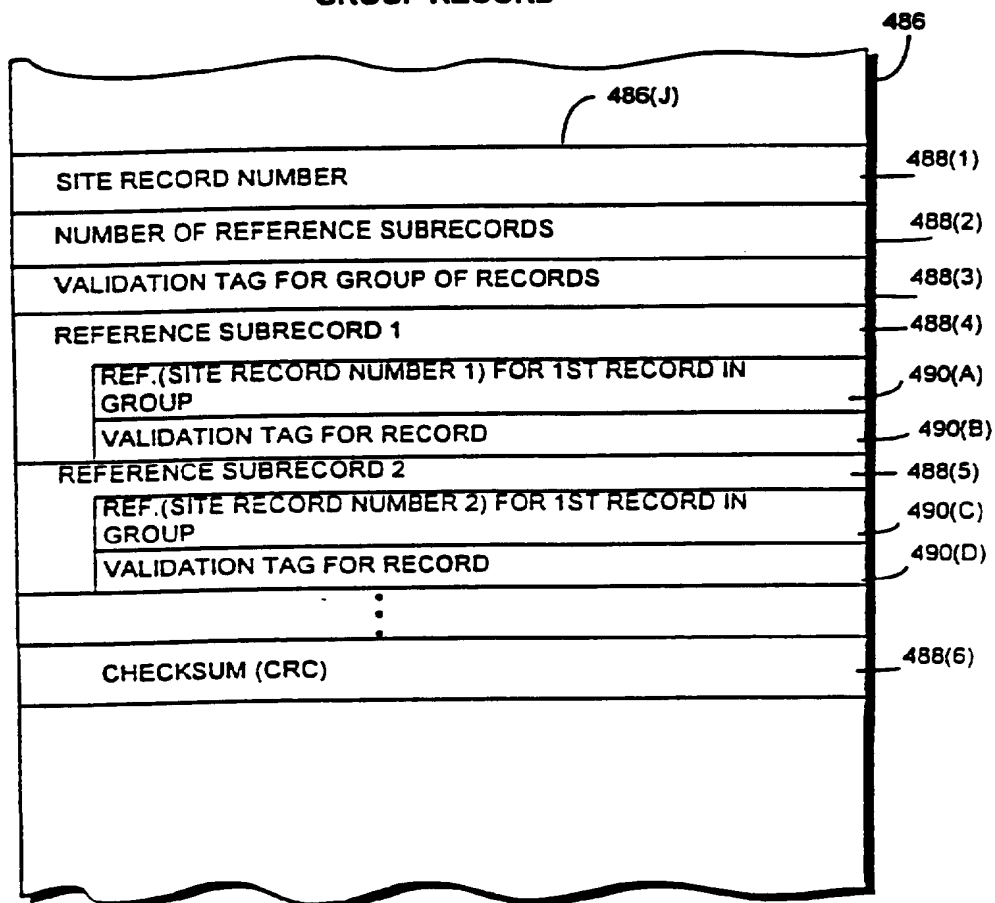 GROUP RECORD
486
486(J)
SITE RECORD NUMBER
488(1)
NUMBER OF REFERENCE SUBRECORDS
488(2)
VALIDATION TAG FOR GROUP OF RECORDS
488(3)
REFERENCE SUBRECORD 1
488(4)
REF.(SITE RECORD NUMBER 1) FOR 1ST RECORD IN
GROUP
490(A)
VALIDATION TAG FOR RECORD
490(B)
REFERENCE SUBRECORD 2
488(5)
REF.(SITE RECORD NUMBER 2) FOR 1ST RECORD IN
GROUP
490(C)
VALIDATION TAG FOR RECORD
490(D)
CHECKSUM (CRC)
488(6)